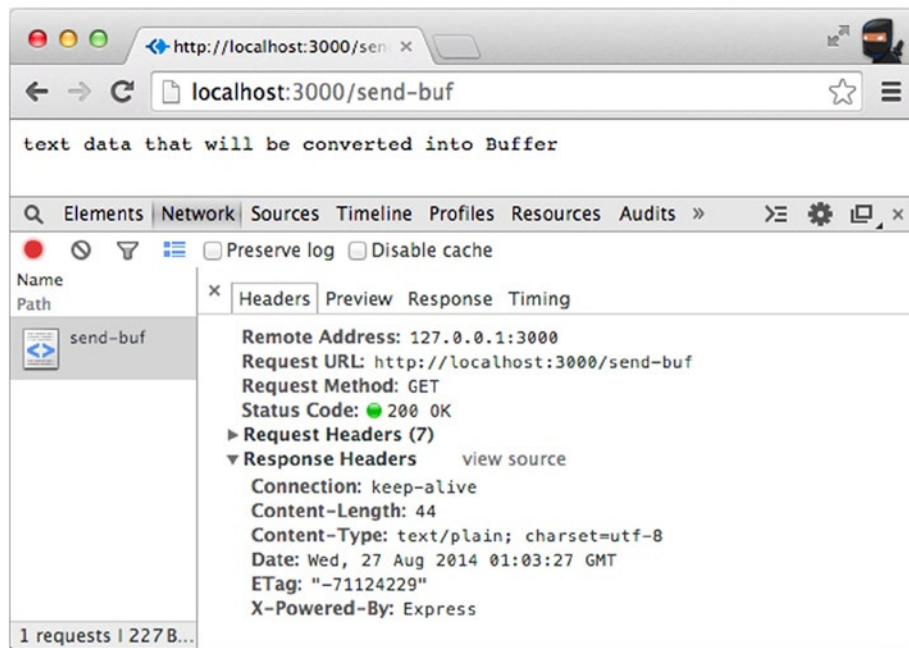 http://localhost:3000/sen
localhost:3000/send-buf
text data that will be converted into Buffer
Elements Network Sources Timeline Profiles Resources Audits »
Preserve log Disable cache
Name
Path
× Headers Preview Response Timing
send-buf
Remote Address: 127.0.0.1:3000
Request URL: http://localhost:3000/send-buf
Request Method: GET
Status Code: 200 OK
Request Headers (7)
Response Headers view source
Connection: keep-alive
Content-Length: 44
Content-Type: text/plain; charset=utf-8
Date: Wed, 27 Aug 2014 01:03:27 GMT
ETag: "-71124229"
X-Powered-By: Express
1 requests | 227 B...